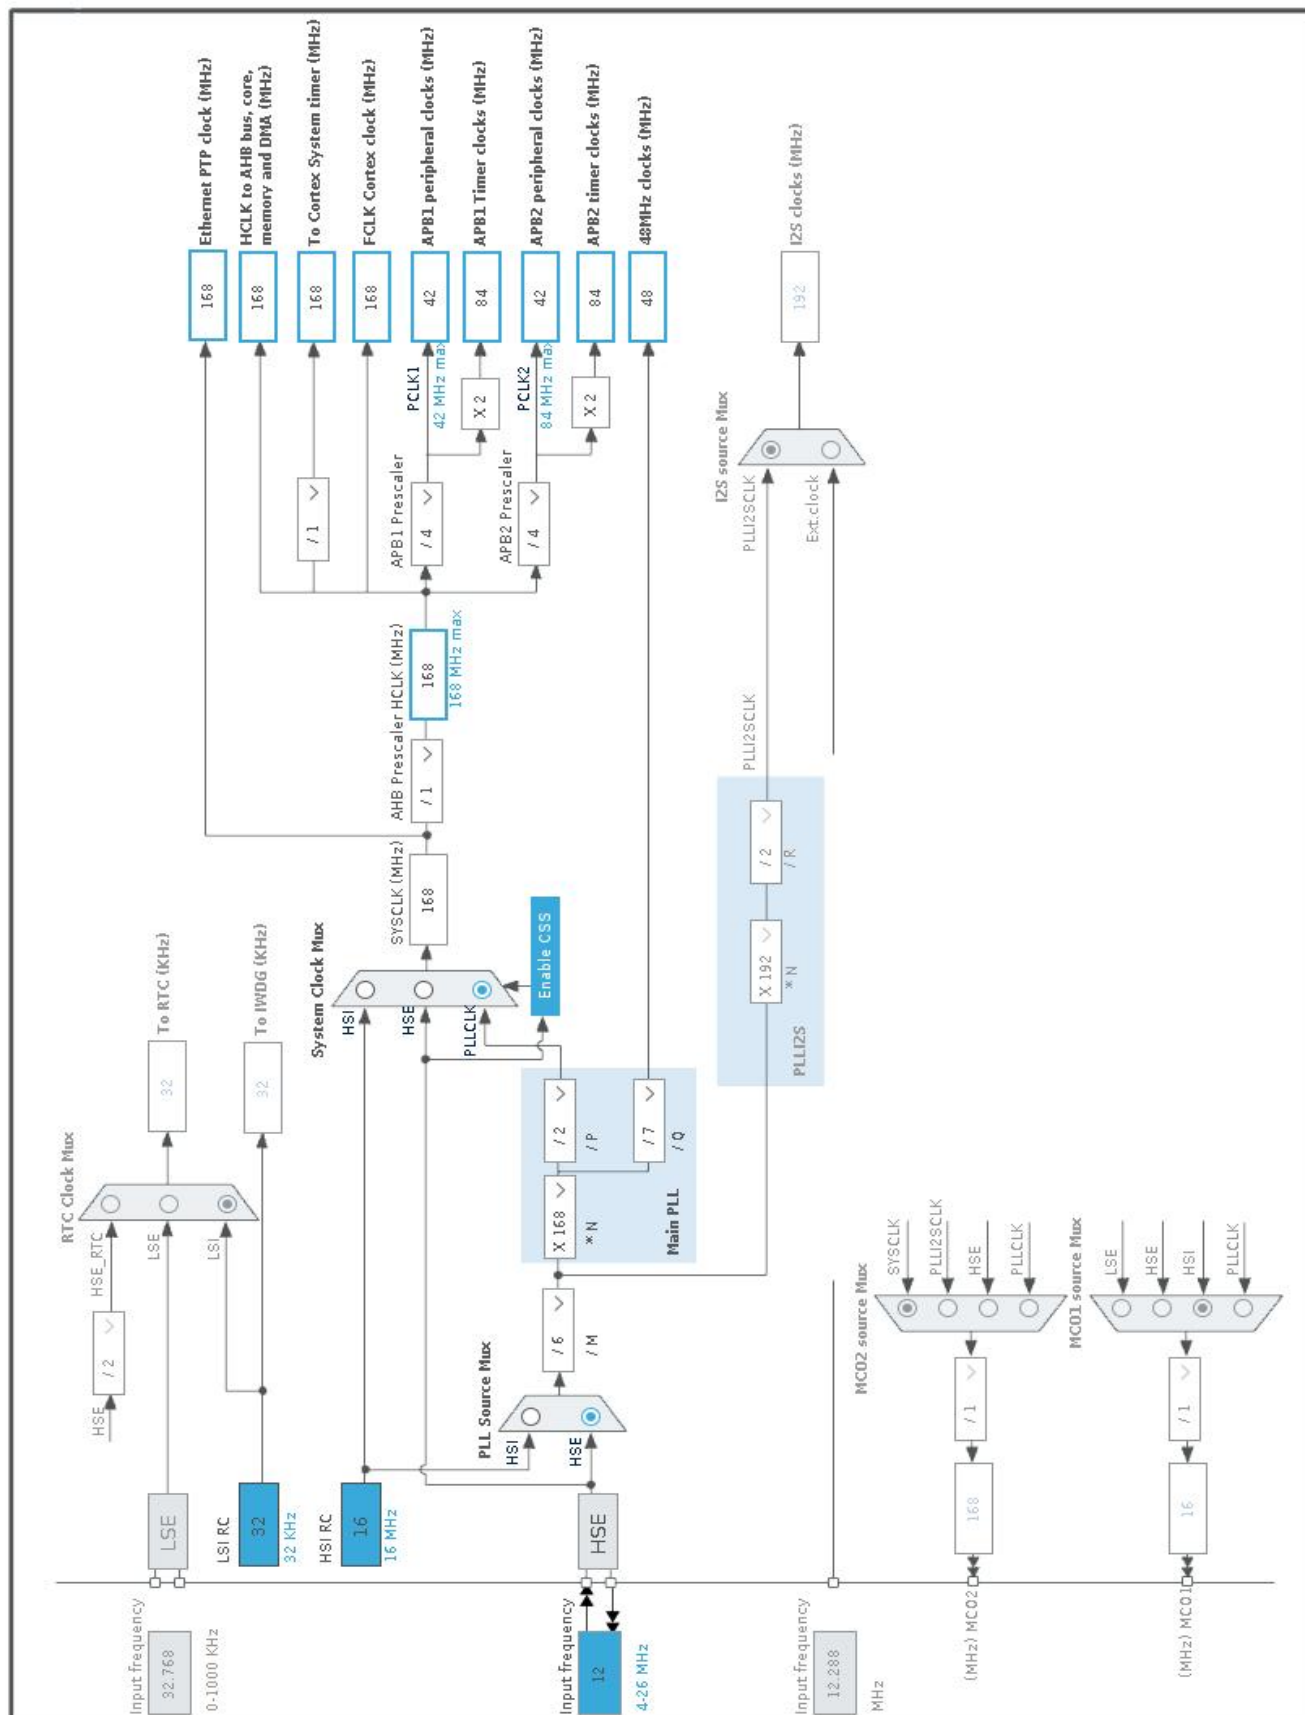 Input frequency
32.768
0-1000 KHz
LSE
HSE
/ 2
HSE_RTC
LSE
LSI
RTC Clock Mux
32
To RTC (KHz)
LSI RC
32
32 KHz
32
To IWDG (KHz)
HSI RC
16
16 MHz
Input frequency
12
4-26 MHz
HSE
PLL Source Mux
HSI
HSE
/ 6
/ M
X 168
* N
/ 2
/ P
/ 7
/ Q
Main PLL
System Clock Mux
HSI
HSE
PLLCLK
Enable CSS
SYSCLK (MHz)
168
AHB Prescaler
/ 1
HCLK (MHz)
168
168 MHz max
168
Ethernet PTP clock (MHz)
168
HCLK to AHB bus, core,
memory and DMA (MHz)
/ 1
168
To Cortex System timer (MHz)
168
FCLK Cortex clock (MHz)
APB1 Prescaler
/ 4
PCLK1
42 MHz max
42
APB1 peripheral clocks (MHz)
X 2
84
APB1 Timer clocks (MHz)
APB2 Prescaler
/ 4
PCLK2
84 MHz max
42
APB2 peripheral clocks (MHz)
X 2
84
APB2 timer clocks (MHz)
48
48MHz clocks (MHz)
PLLI2S
X 192
* N
/ 2
/ R
PLLI2SCLK
PLLI2SCLK
Ext.clock
I2S source Mux
192
I2S clocks (MHz)
Input frequency
12.288
MHz
MCO2 source Mux
SYSCLK
PLLI2SCLK
HSE
PLLCLK
/ 1
168
(MHz) MCO2
MCO1 source Mux
LSE
HSE
HSI
PLLCLK
/ 1
16
(MHz) MCO1